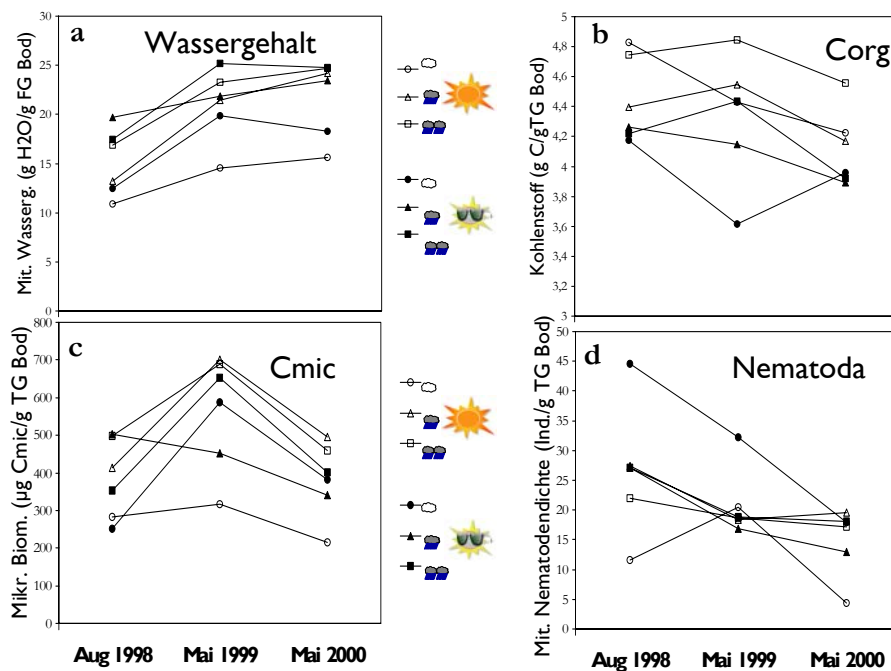 a
Wassergehalt
Mit. Wasserg. (g H2O/g FG Bod)
30
25
20
15
10
5
0
b
Corg
Kohlenstoff (g C/gTG Bod)
4,8
4,6
4,4
4,2
4
3,8
3,6
3,4
3,2
3
c
Cmic
Mikr. Biom. (µg Cmic/g TG Bod)
800
700
600
500
400
300
200
100
0
Aug 1998 Mai 1999 Mai 2000
d
Nematoda
Mit. Nematodendichte (Ind./g TG Bod)
50
45
40
35
30
25
20
15
10
5
0
Aug 1998 Mai 1999 Mai 2000